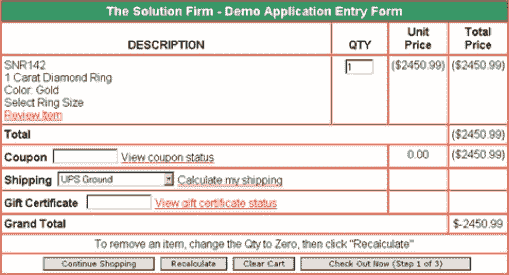 The Solution Firm - Demo Application Entry Form
DESCRIPTION QTY Unit Price Total Price
SNR142 1 ($2450.99) ($2450.99)
1 Carat Diamond Ring
Color: Gold
Select Ring Size
Review Item
Total ($2450.99)
Coupon View coupon status 0.00 ($2450.99)
Shipping UPS Ground Calculate my shipping
Gift Certificate View gift certificate status
Grand Total $-2450.99
To remove an item, change the Qty to Zero, then click "Recalculate"
Continue Shopping Recalculate Clear Cart Check Out Now (Step 1 of 3)